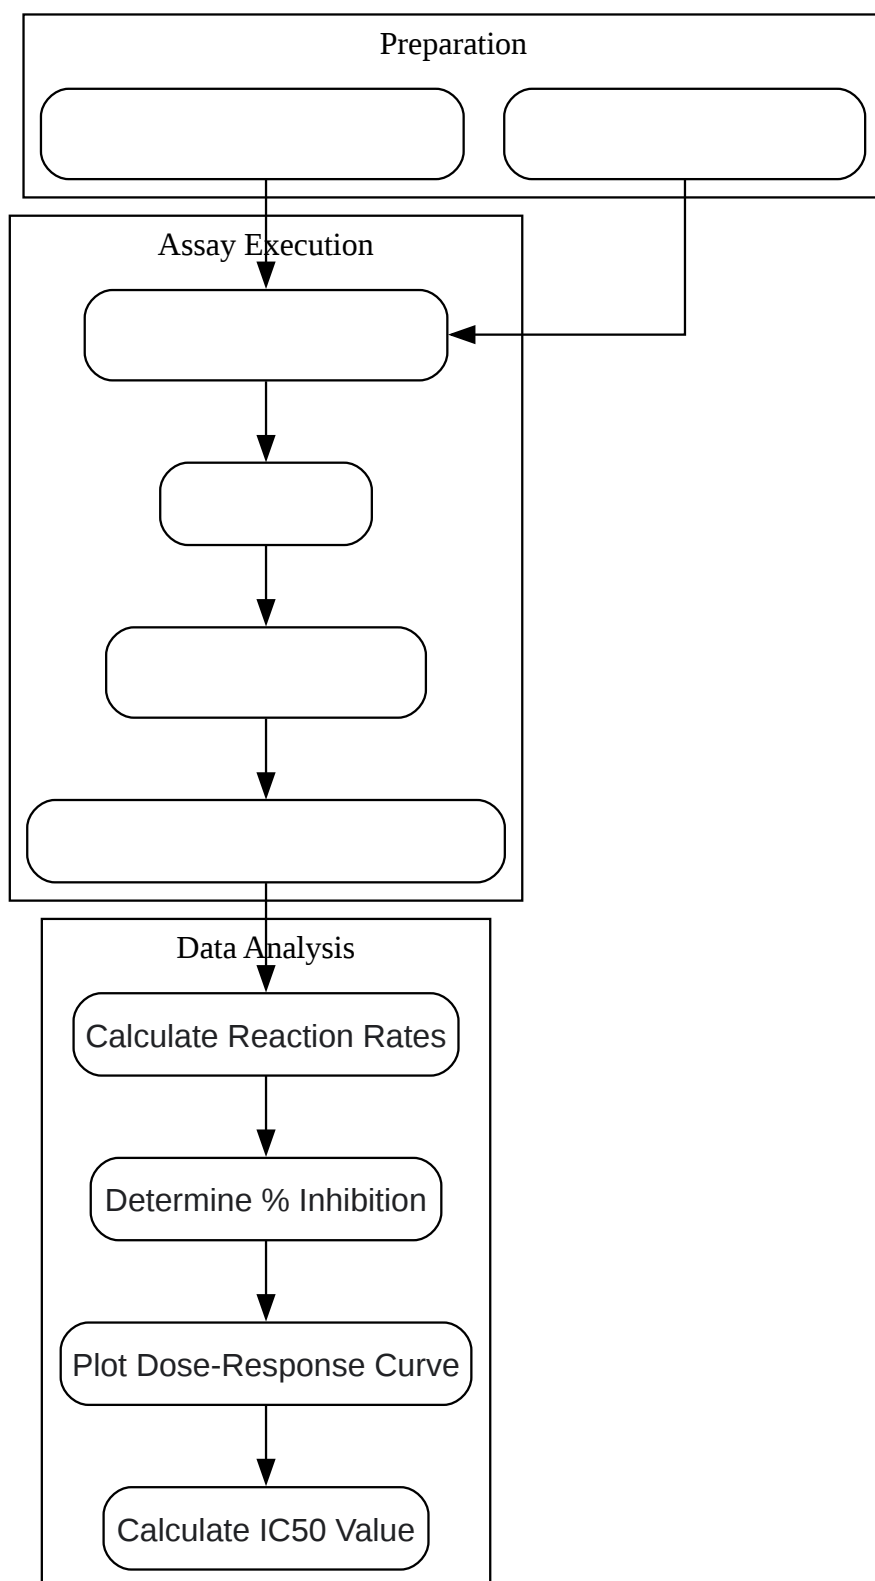 Preparation
Assay Execution
Data Analysis
Calculate Reaction Rates
Determine % Inhibition
Plot Dose-Response Curve
Calculate IC50 Value